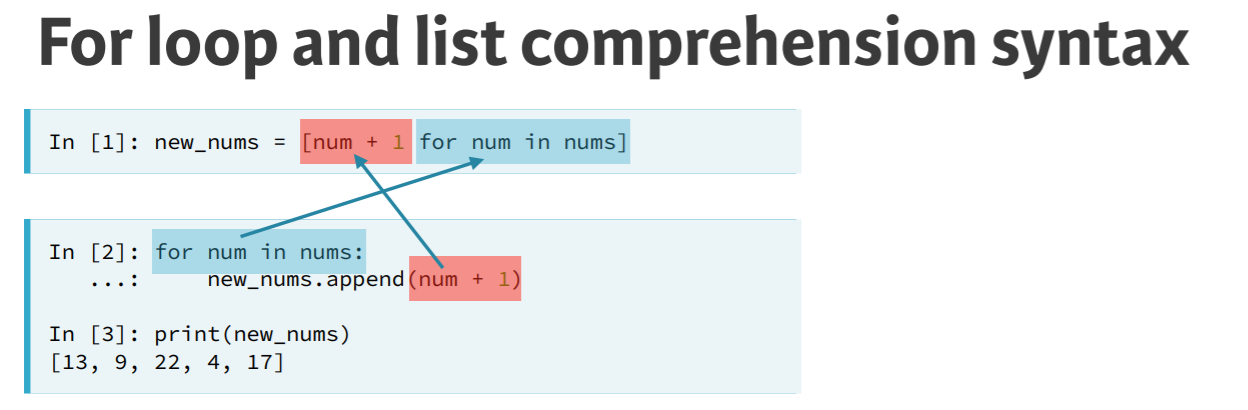 For loop and list comprehension syntax
In [1]: new_nums = [num + 1 for num in nums]
In [2]: for num in nums:
   ...:     new_nums.append(num + 1)
In [3]: print(new_nums)
[13, 9, 22, 4, 17]